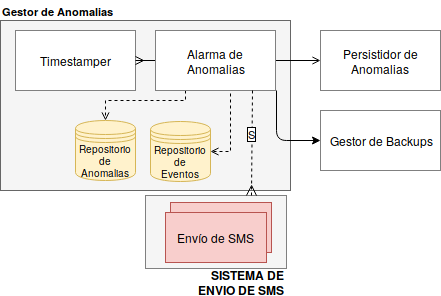 Gestor de Anomalias
Timestamper
Alarma de
Anomalias
Persistidor de
Anomalias
Gestor de Backups
Repositorio
de
Anomalias
Repositorio
de
Eventos
S
Envío de SMS
SISTEMA DE
ENVIO DE SMS